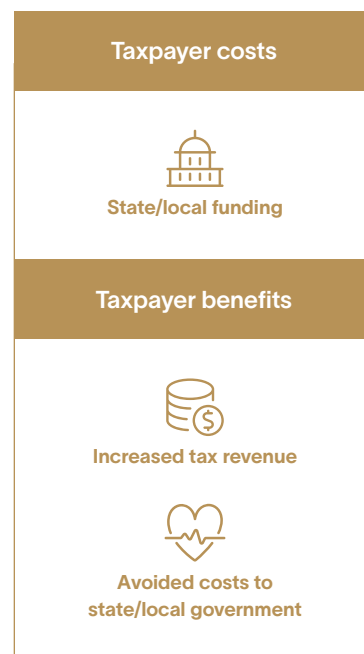 Taxpayer costs
State/local funding
Taxpayer benefits
$
Increased tax revenue
Avoided costs to
state/local government